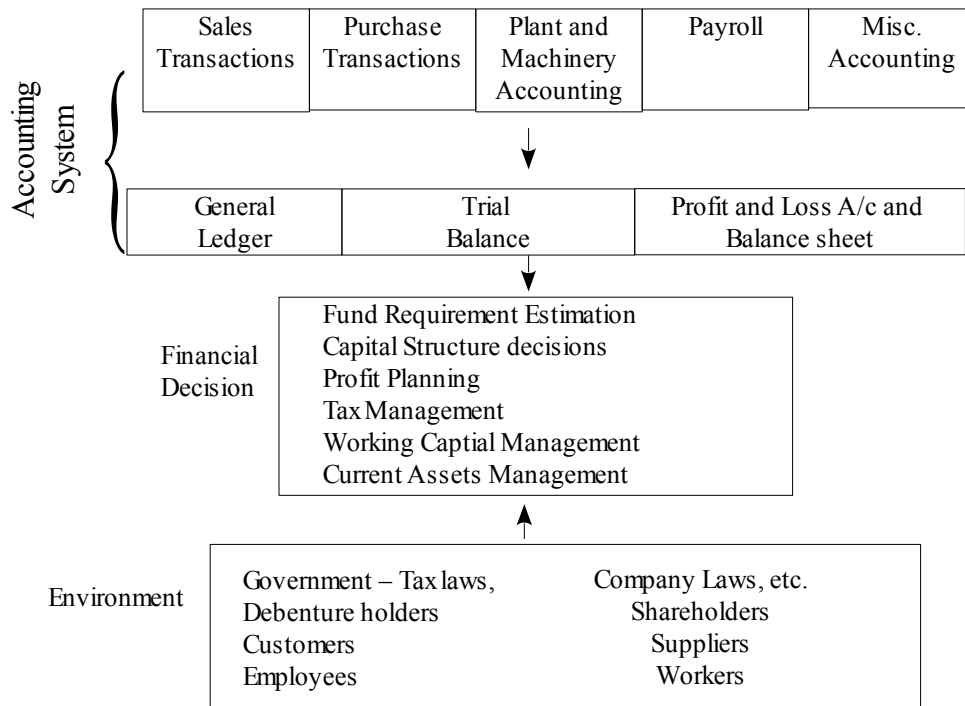 Accounting
System
Sales
Transactions
Purchase
Transactions
Plant and
Machinery
Accounting
Payroll
Misc.
Accounting
General
Ledger
Trial
Balance
Profit and Loss A/c and
Balance sheet
Financial
Decision
Fund Requirement Estimation
Capital Structure decisions
Profit Planning
Tax Management
Working Captial Management
Current Assets Management
Environment
Government – Tax laws,
Debenture holders
Customers
Employees
Company Laws, etc.
Shareholders
Suppliers
Workers